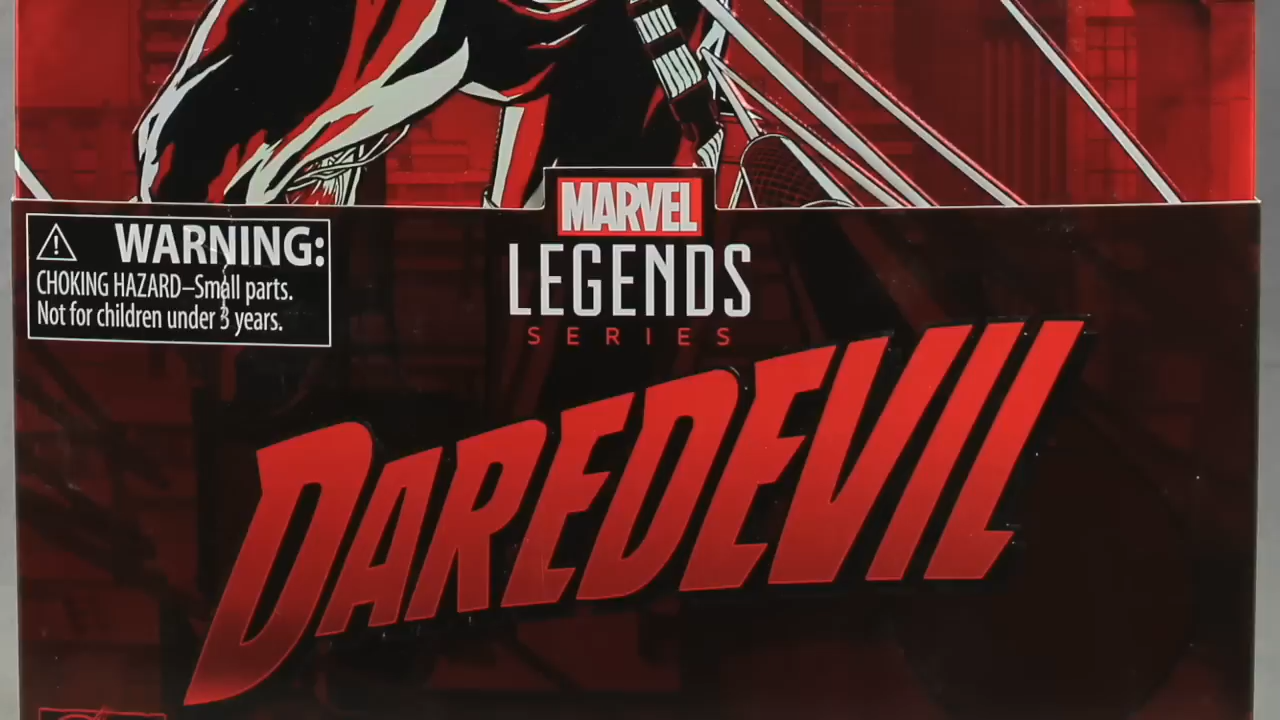 WARNING:
CHOKING HAZARD–Small parts.
Not for children under 3 years.
MARVEL
LEGENDS
SERIES
DAREDEVIL